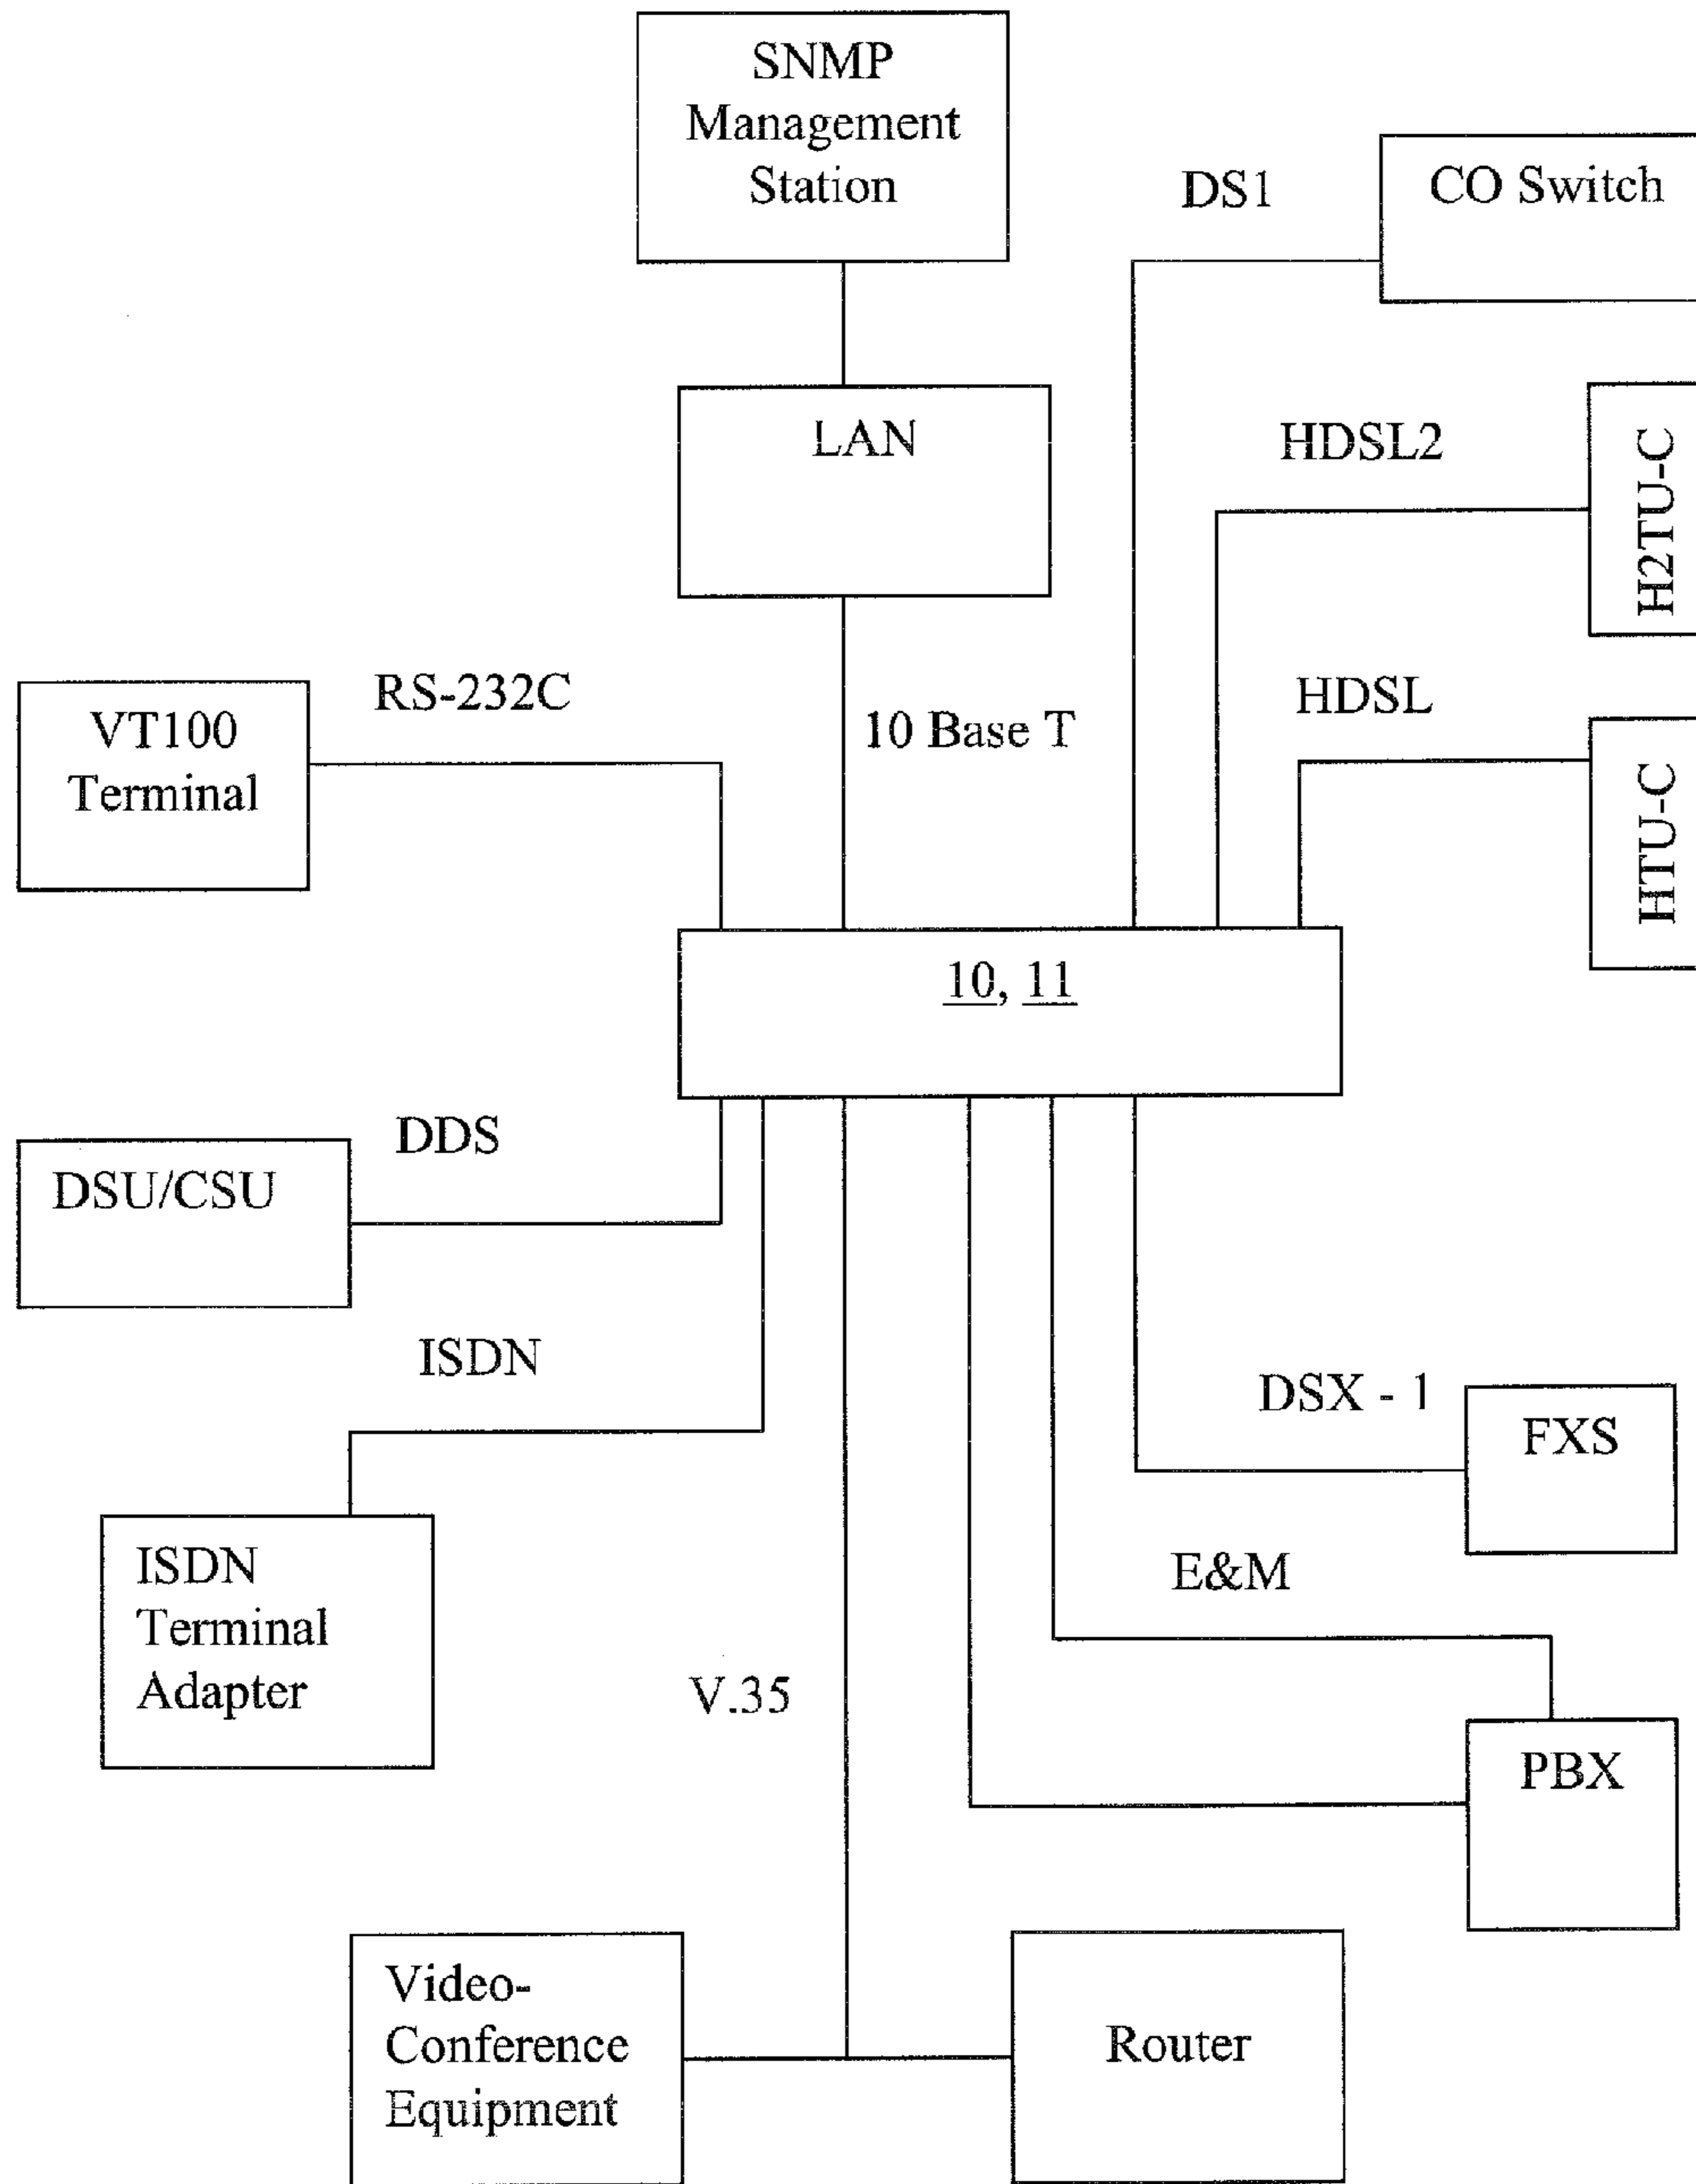 SNMP
Management
Station
DS1
CO Switch
LAN
HDSL2
H2TU-C
RS-232C
HDSL
VT100
Terminal
10 Base T
HTU-C
10, 11
DDS
DSU/CSU
ISDN
DSX - 1
FXS
ISDN
Terminal
Adapter
E&M
V.35
PBX
Video-
Conference
Equipment
Router